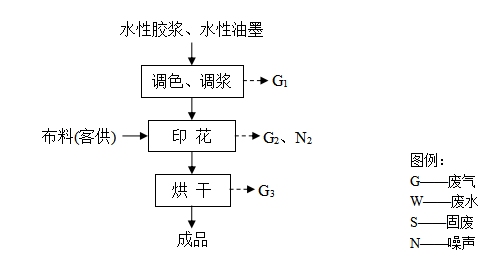 水性胶浆、水性油墨
调色、调浆
G1
布料(客供)
印 花
G2、N2
烘 干
G3
成品
图例：
G——废气
W——废水
S——固废
N——噪声